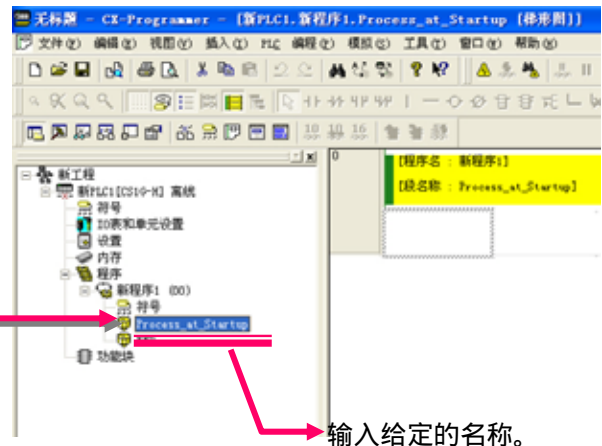 无标题 - CX-Programmer - [新PLC1.新程序1.Process_at_Startup [梯形图]]
文件(F) 编辑(E) 视图(V) 插入(I) PLC 编程(P) 模拟(S) 工具(T) 窗口(W) 帮助(H)
10 10 16
新工程
新PLC1[CS1G-H] 离线
符号
IO表和单元设置
设置
内存
程序
新程序1 (00)
符号
Process_at_Startup
功能块
0
[程序名 : 新程序1]
[段名称 : Process_at_Startup]
输入给定的名称。